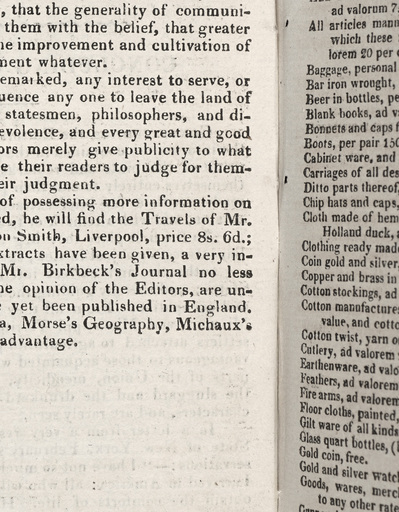 , that the generality of communi-
them with the belief, that greater
improvement and cultivation of
ment whatever.
emarked, any interest to serve, or
uence any one to leave the land of
statesmen, philosophers, and di-
evolence, and every great and good
ors merely give publicity to what
e their readers to judge for them-
eir judgment.
of possessing more information on
ed, he will find the Travels of Mr.
on Smith, Liverpool, price 8s. 6d.;
xtracts have been given, a very in-
Mr. Birkbeck's Journal no less
ne opinion of the Editors, are un-
yet been published in England.
a, Morse's Geography, Michaux's
advantage.
ad valorum 7.
All articles mann
which these
lorem 20 per c
Baggage, personal
Bar iron wrought,
Beer in bottles, pe
Blank books, ad va
Bonnets and caps f
Boots, per pair 150
Cabinet ware, and
Carriages of all des
Ditto parts thereof,
Chip hats and caps,
Cloth made of hem
Holland duck, a
Clothing ready made
Coin gold and silver,
Copper and brass in
Cotton stockings, ad
Cotton manufactures
value, and cotto
Cotton twist, yarn o
Cutlery, ad valorem
Earthenware, ad valo
Feathers, ad valorem
Fire arms, ad valorem
Floor cloths, painted,
Gilt ware of all kinds
Glass quart bottles, (
Gold coin, free.
Gold and silver watch
Goods, wares, merch
to any other rate